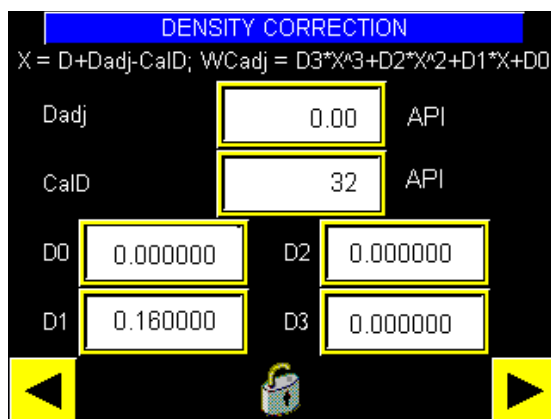 DENSITY CORRECTION
X = D+Dadj-CalD; WCadj = D3*X^3+D2*X^2+D1*X+D0
Dadj 0.00 API
CalD 32 API
D0 0.000000 D2 0.000000
D1 0.160000 D3 0.000000